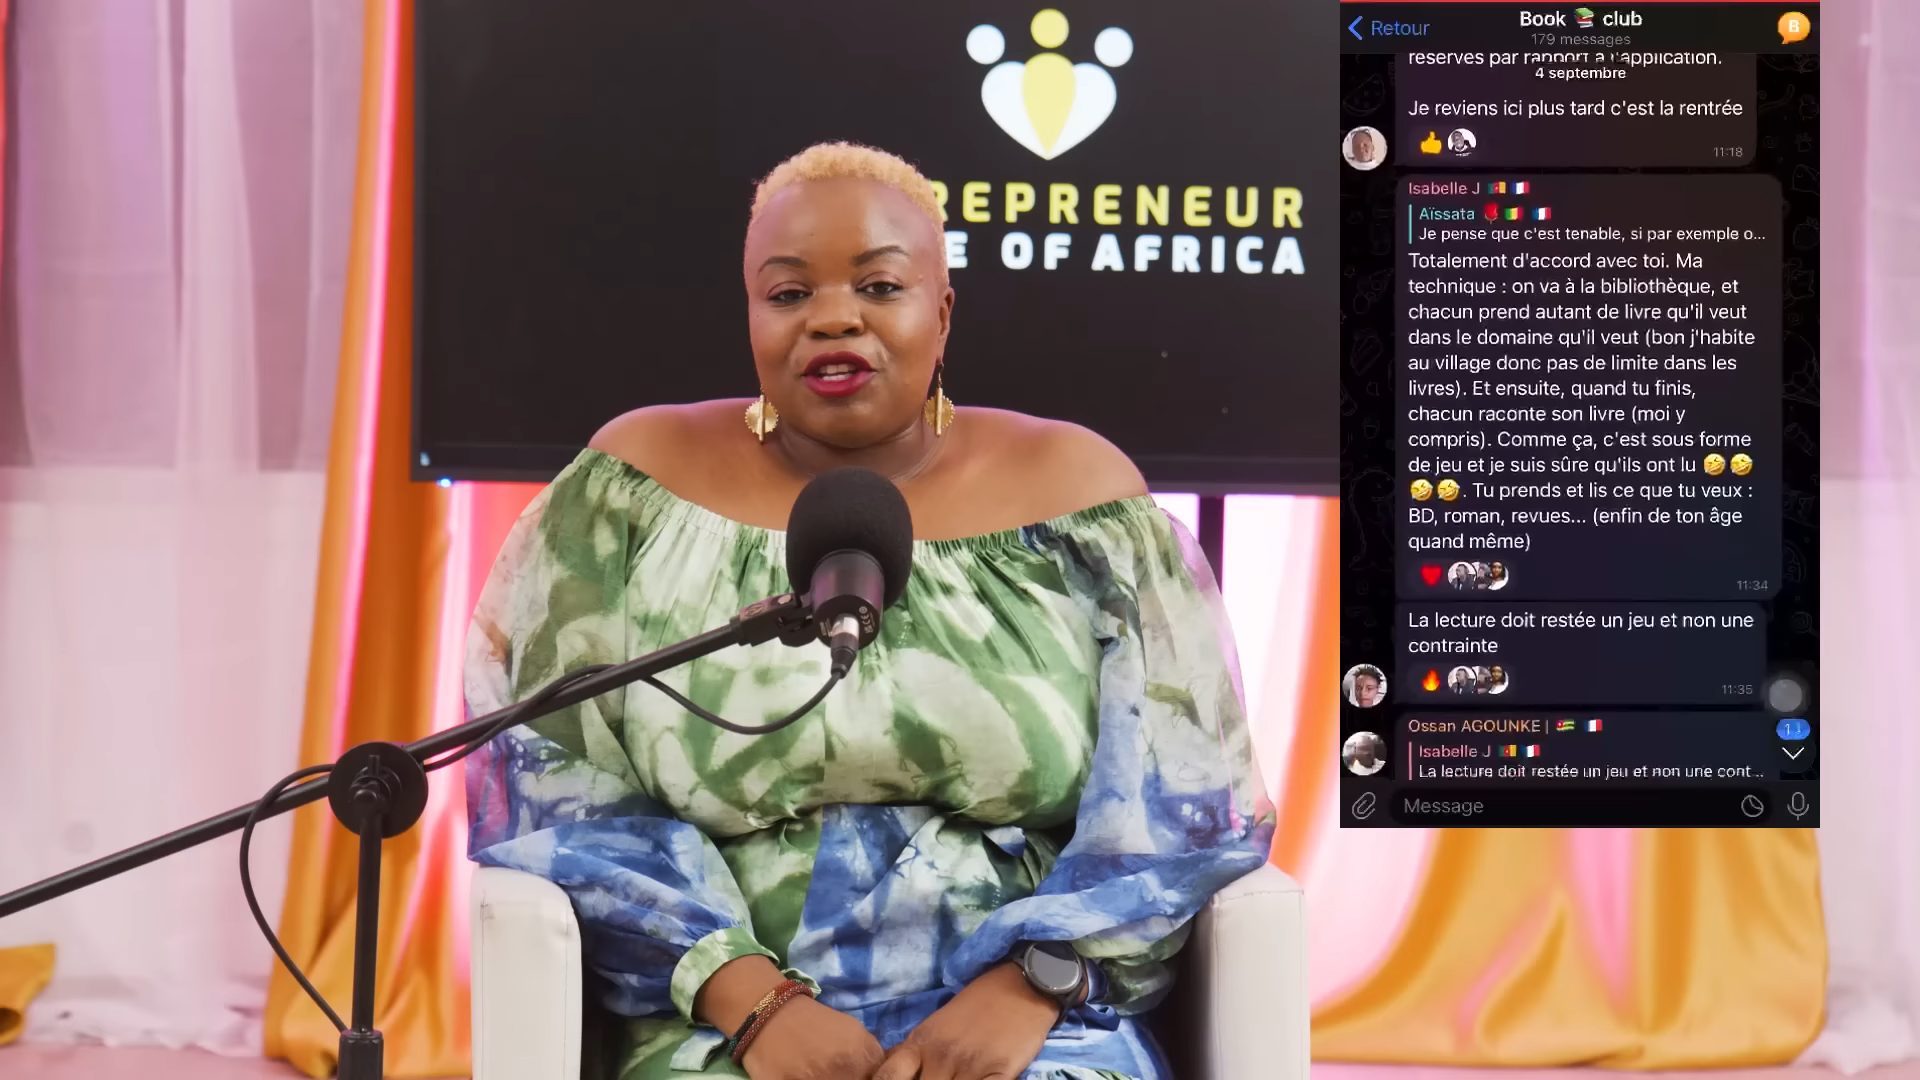 REPRENEUR
E OF AFRICA
Retour
Book 📚 club
B
179 messages
réservés par rapport à l'application.
4 septembre
Je reviens ici plus tard c'est la rentrée
11:18
Isabelle J 🇨🇲 🇫🇷
Aïssata 🌹🇸🇳 🇫🇷
Je pense que c'est tenable, si par exemple o...
Totalement d'accord avec toi. Ma
technique : on va à la bibliothèque, et
chacun prend autant de livre qu'il veut
dans le domaine qu'il veut (bon j'habite
au village donc pas de limite dans les
livres). Et ensuite, quand tu finis,
chacun raconte son livre (moi y
compris). Comme ça, c'est sous forme
de jeu et je suis sûre qu'ils ont lu 🤣🤣
🤣🤣. Tu prends et lis ce que tu veux :
BD, roman, revues... (enfin de ton âge
quand même)
11:34
La lecture doit restée un jeu et non une
contrainte
11:35
Ossan AGOUNKE | 🇹🇬 🇫🇷
Isabelle J 🇨🇲 🇫🇷
La lecture doit restée un jeu et non une cont...
11
Message